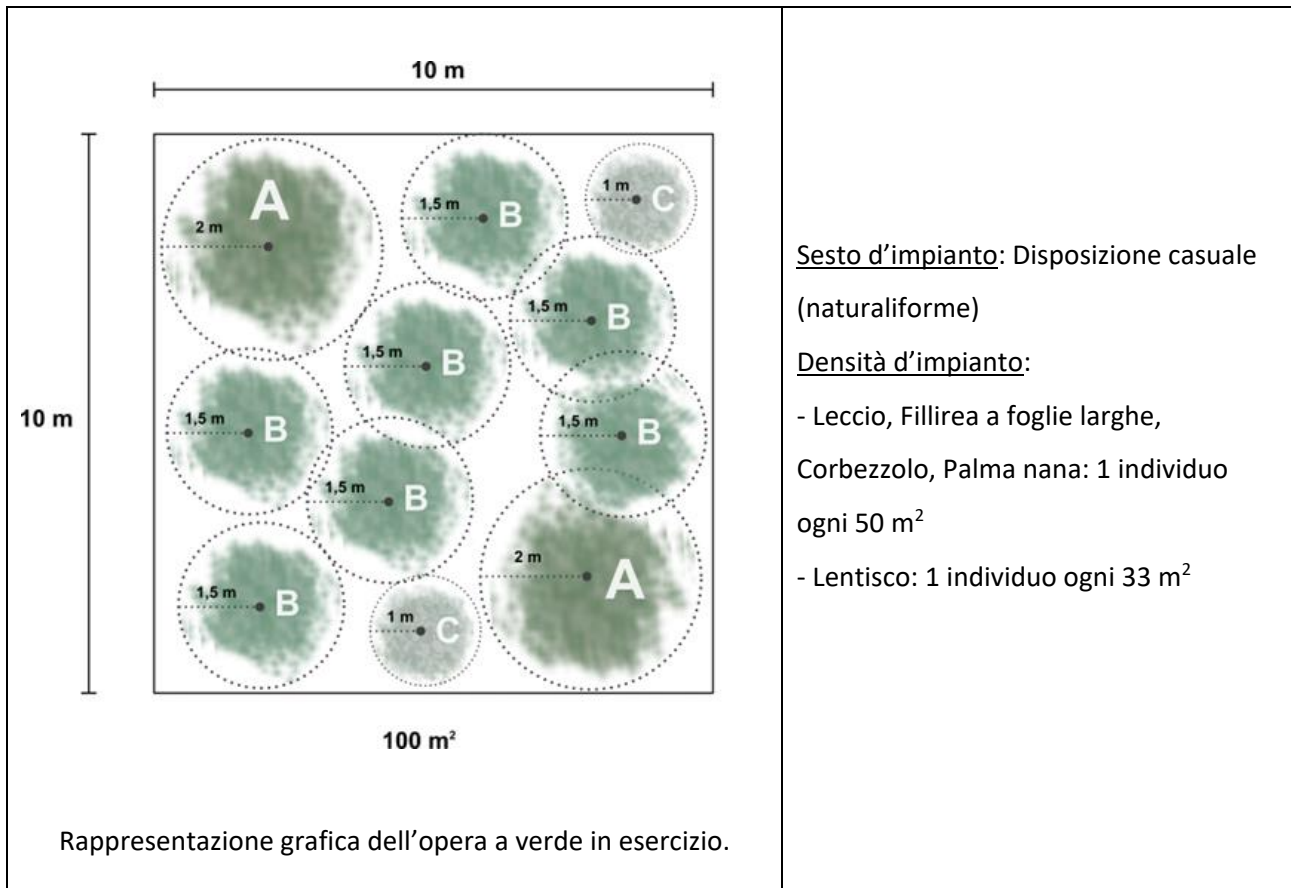 10 m
10 m
A
2 m
1,5 m
B
1 m
C
1,5 m
B
1,5 m
B
1,5 m
B
1,5 m
B
1,5 m
B
2 m
A
1,5 m
B
1 m
C
100 m²
Rappresentazione grafica dell’opera a verde in esercizio.
Sesto d’impianto: Disposizione casuale
(naturaliforme)
Densità d’impianto:
- Leccio, Fillirea a foglie larghe,
Corbezzolo, Palma nana: 1 individuo
ogni 50 m²
- Lentisco: 1 individuo ogni 33 m²